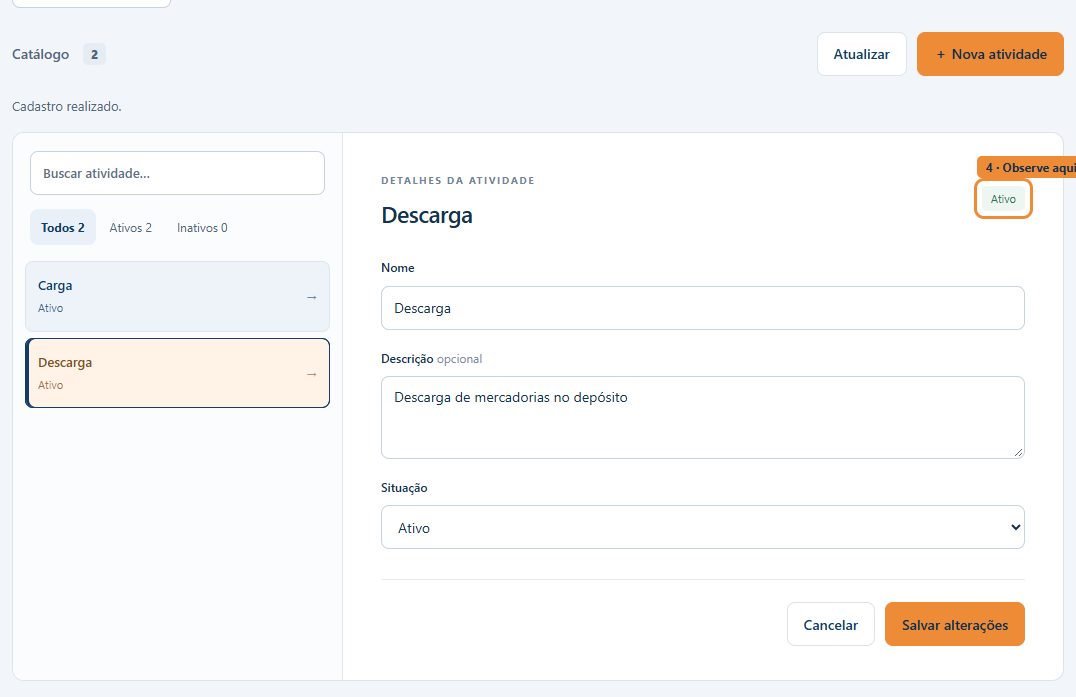 Catálogo 2
Atualizar
+ Nova atividade
Cadastro realizado.
Buscar atividade...
Todos 2
Ativos 2
Inativos 0
Carga
Ativo
→
Descarga
Ativo
→
DETALHES DA ATIVIDADE
Descarga
4 · Observe aqui
Ativo
Nome
Descarga
Descrição opcional
Descarga de mercadorias no depósito
Situação
Ativo
Cancelar
Salvar alterações